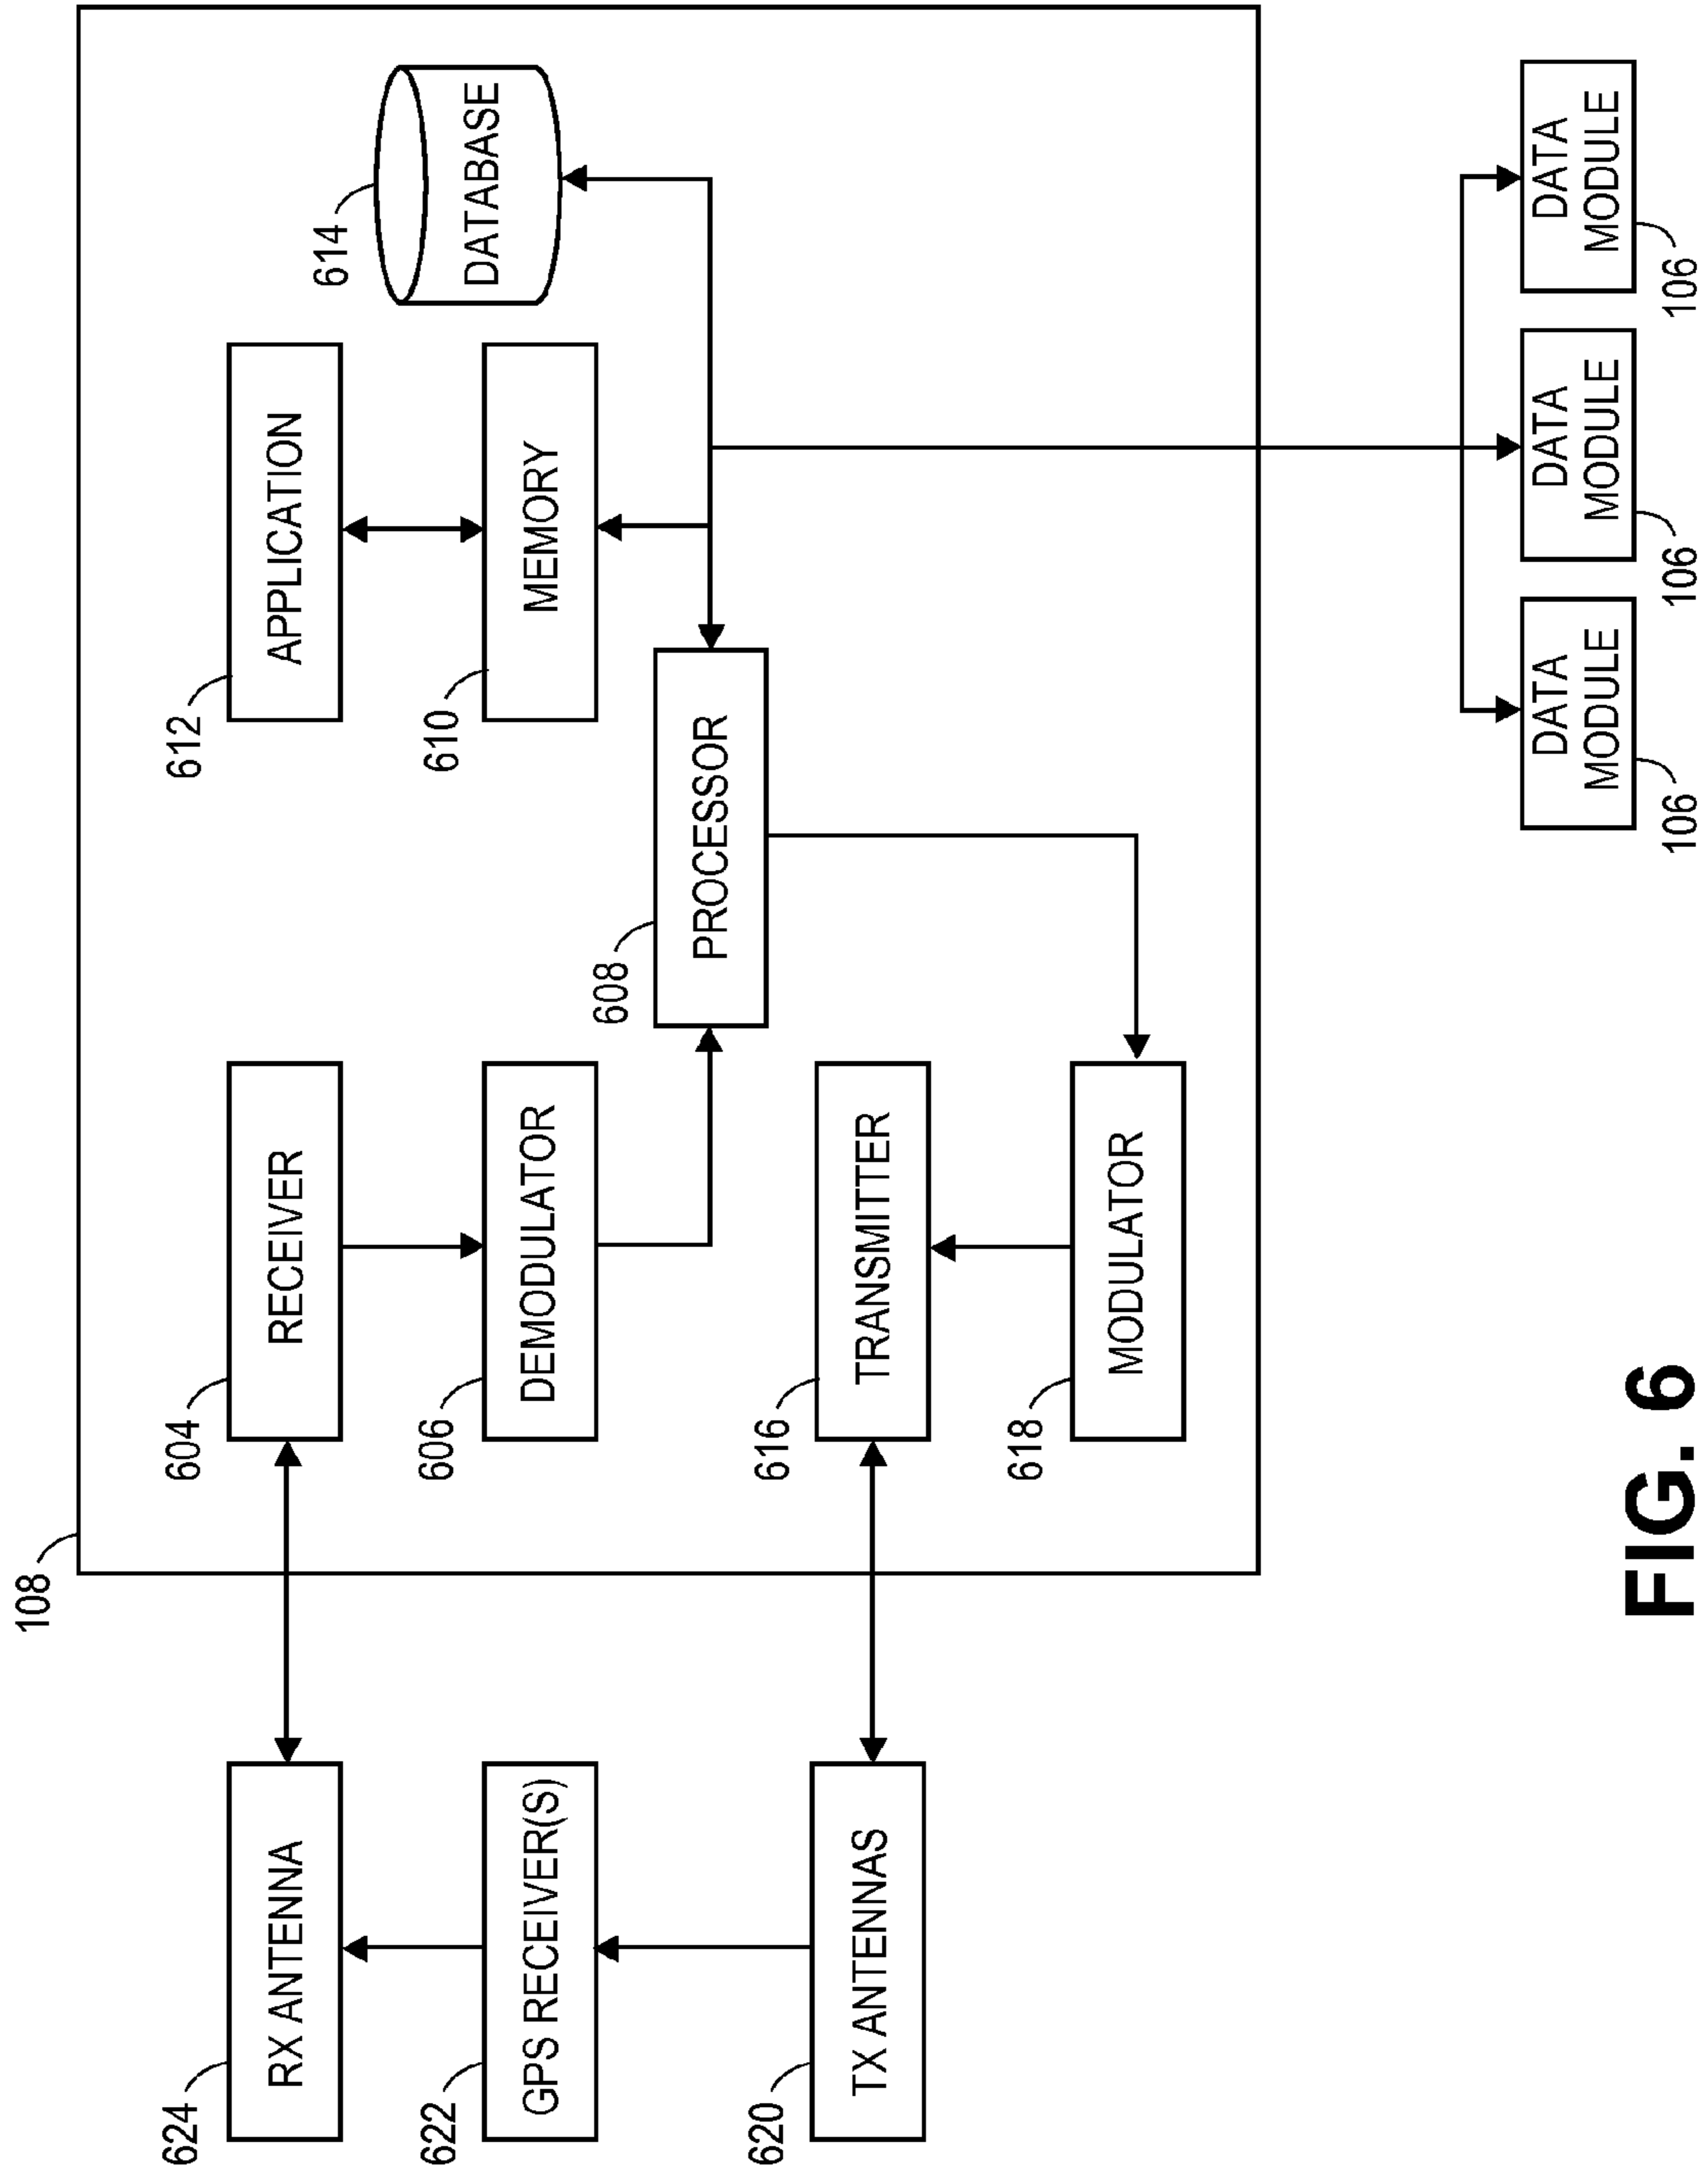 108
624
RX ANTENNA
604
RECEIVER
612
APPLICATION
614
DATABASE
622
GPS RECEIVER(S)
606
DEMODULATOR
610
MEMORY
608
PROCESSOR
620
TX ANTENNAS
616
TRANSMITTER
618
MODULATOR
DATA
MODULE
106
DATA
MODULE
106
DATA
MODULE
106
FIG. 6